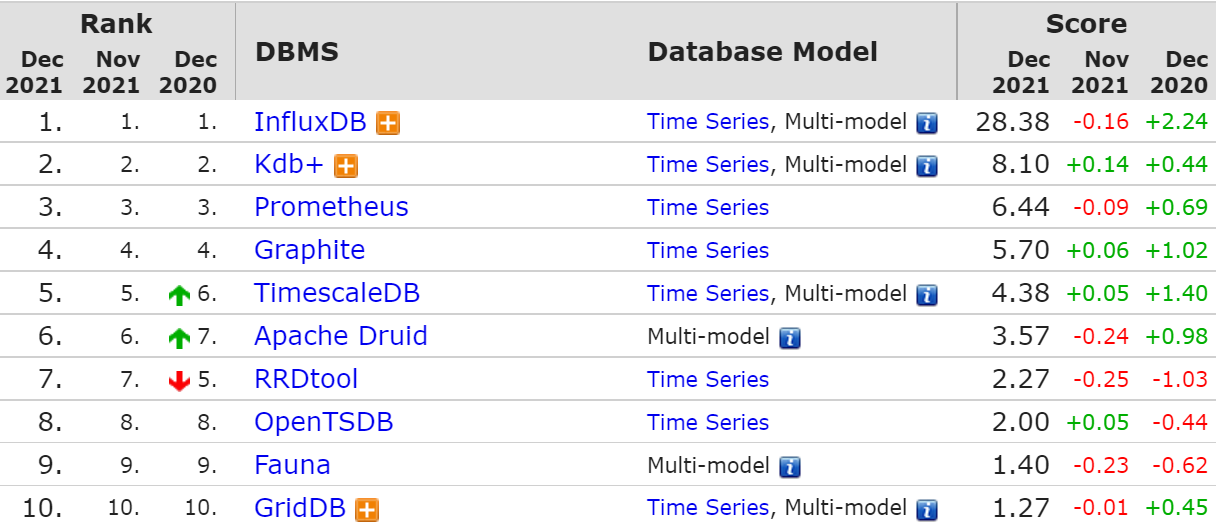 Rank DBMS Database Model Score
Dec 2021 Nov 2021 Dec 2020 Dec 2021 Nov 2021 Dec 2020
1. 1. 1. InfluxDB Time Series, Multi-model 28.38 -0.16 +2.24
2. 2. 2. Kdb+ Time Series, Multi-model 8.10 +0.14 +0.44
3. 3. 3. Prometheus Time Series 6.44 -0.09 +0.69
4. 4. 4. Graphite Time Series 5.70 +0.06 +1.02
5. 5. 6. TimescaleDB Time Series, Multi-model 4.38 +0.05 +1.40
6. 6. 7. Apache Druid Multi-model 3.57 -0.24 +0.98
7. 7. 5. RRDtool Time Series 2.27 -0.25 -1.03
8. 8. 8. OpenTSDB Time Series 2.00 +0.05 -0.44
9. 9. 9. Fauna Multi-model 1.40 -0.23 -0.62
10. 10. 10. GridDB Time Series, Multi-model 1.27 -0.01 +0.45